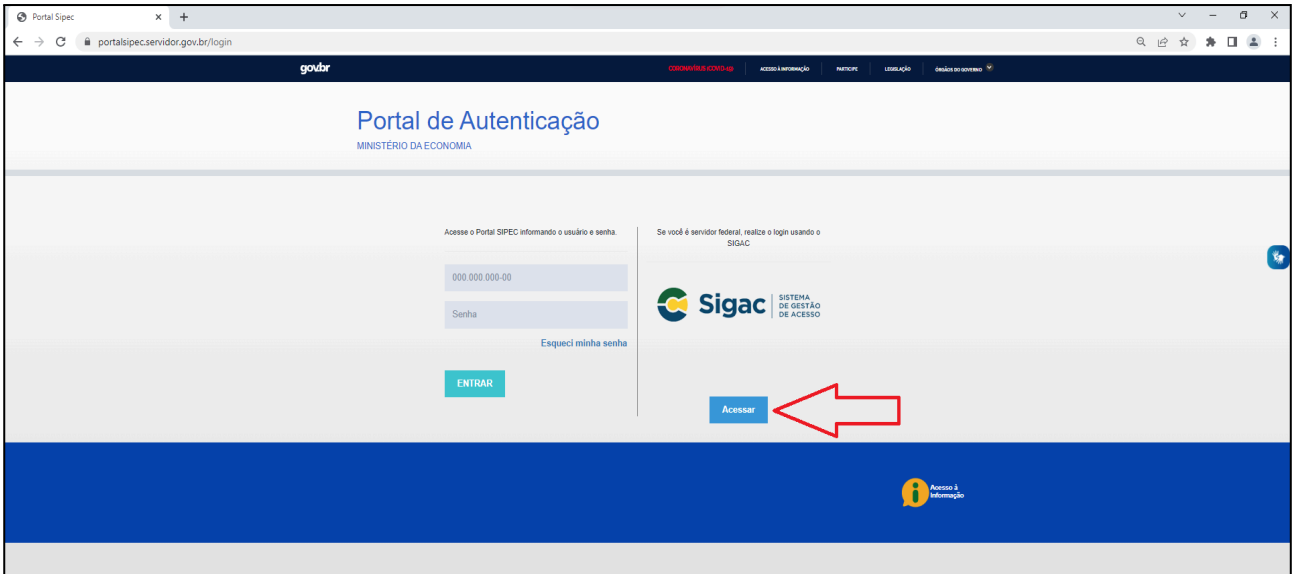 Portal Sipec
portalsipec.servidor.gov.br/login
gov.br
CORONAVÍRUS (COVID-19) ACESSO À INFORMAÇÃO PARTICIPE LEGISLAÇÃO ÓRGÃOS DO GOVERNO
Portal de Autenticação
MINISTÉRIO DA ECONOMIA
Acesse o Portal SIPEC informando o usuário e senha.
000.000.000-00
Senha
Esqueci minha senha
ENTRAR
Se você é servidor federal, realize o login usando o
SIGAC
Sigac
SISTEMA
DE GESTÃO
DE ACESSO
Acessar
Acesso à
Informação